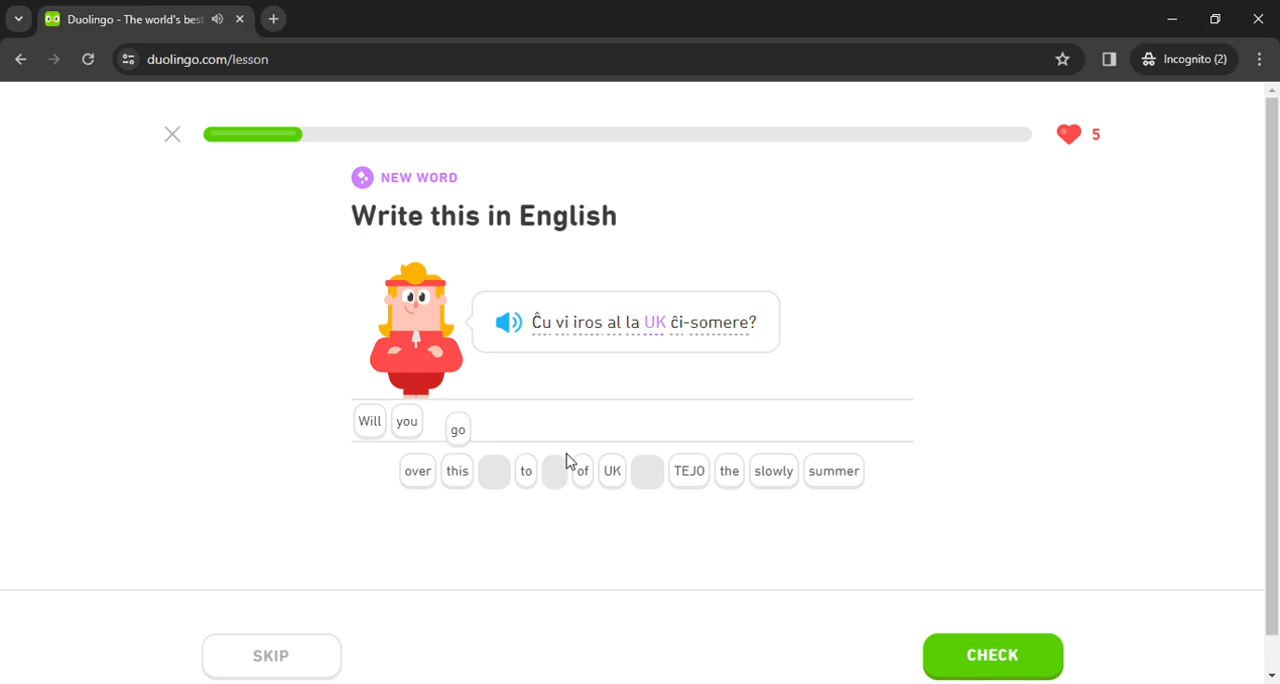 Duolingo - The world's bes
duolingo.com/lesson
Incognito (2)
5
NEW WORD
Write this in English
Ĉu vi iros al la UK ĉi-somere?
Will you go
over this to of UK TEJO the slowly summer
SKIP
CHECK